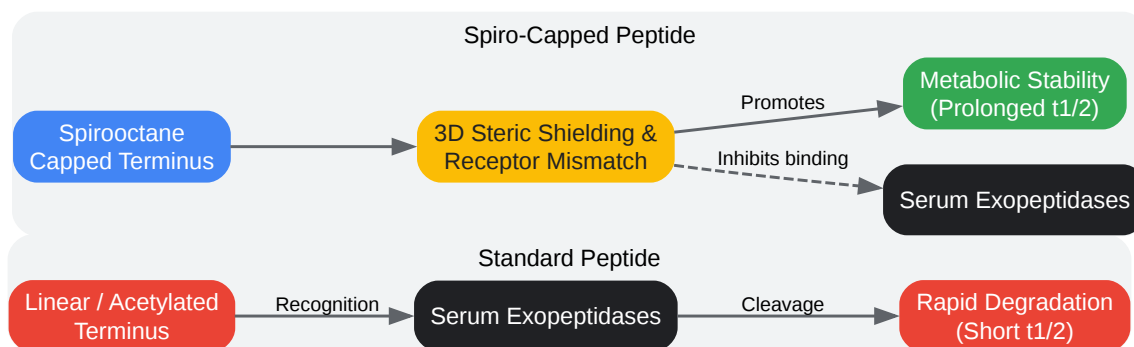 Spiro-Capped Peptide
Spirooctane
Capped Terminus
3D Steric Shielding &
Receptor Mismatch
Promotes
Metabolic Stability
(Prolonged t1/2)
Inhibits binding
Serum Exopeptidases
Standard Peptide
Linear / Acetylated
Terminus
Recognition
Serum Exopeptidases
Cleavage
Rapid Degradation
(Short t1/2)